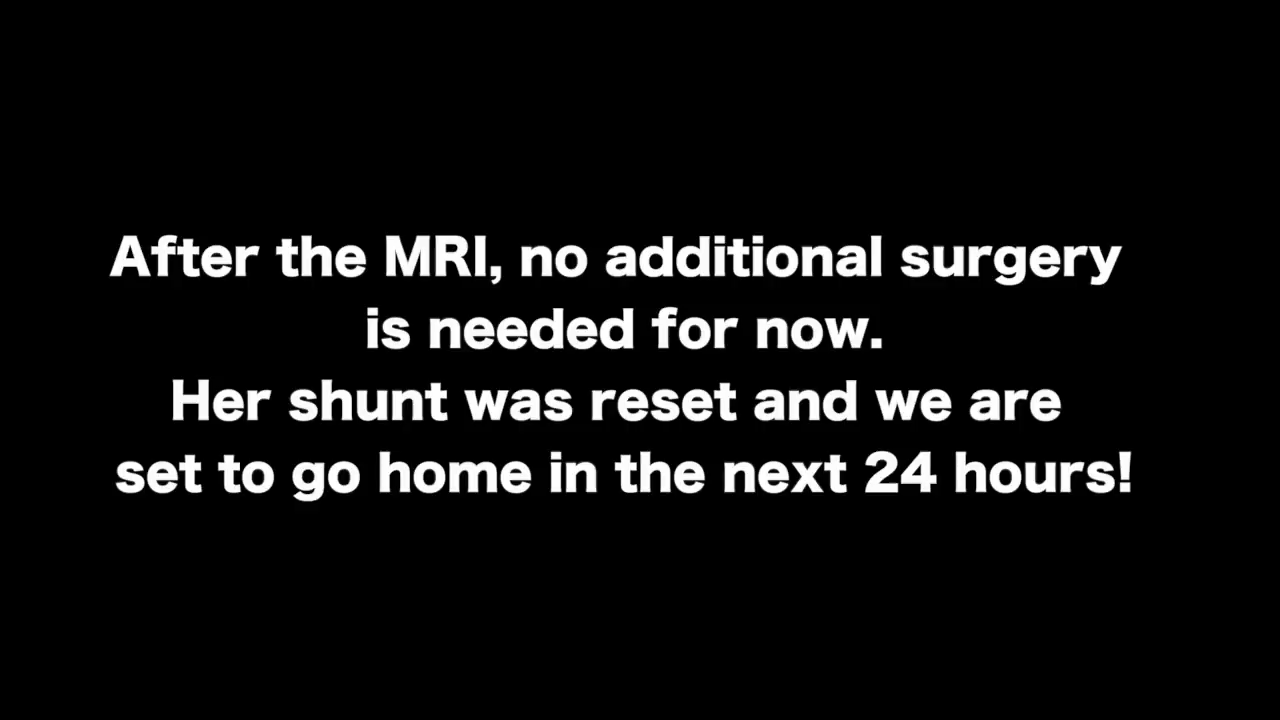 After the MRI, no additional surgery
is needed for now.
Her shunt was reset and we are
set to go home in the next 24 hours!